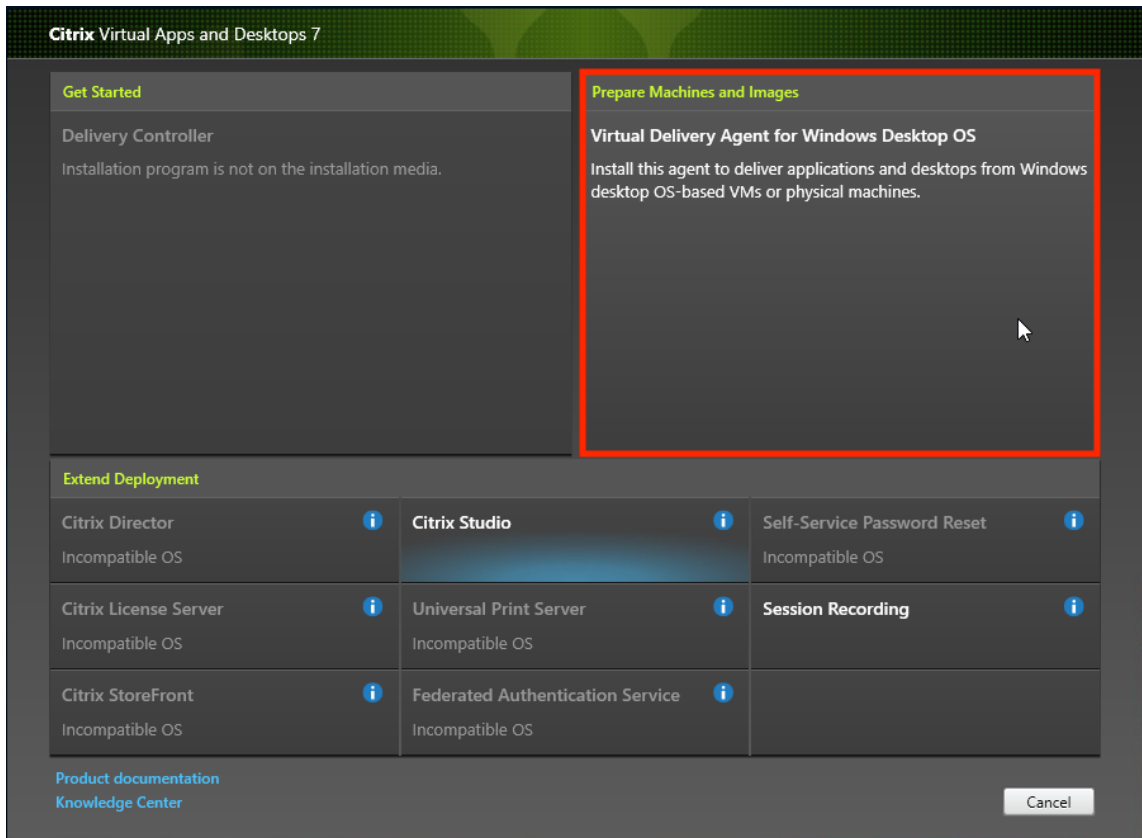 Citrix Virtual Apps and Desktops 7
Get Started
Delivery Controller
Installation program is not on the installation media.
Prepare Machines and Images
Virtual Delivery Agent for Windows Desktop OS
Install this agent to deliver applications and desktops from Windows
desktop OS-based VMs or physical machines.
Extend Deployment
Citrix Director
Incompatible OS
Citrix Studio
Self-Service Password Reset
Incompatible OS
Citrix License Server
Incompatible OS
Universal Print Server
Incompatible OS
Session Recording
Citrix StoreFront
Incompatible OS
Federated Authentication Service
Incompatible OS
Product documentation
Knowledge Center
Cancel